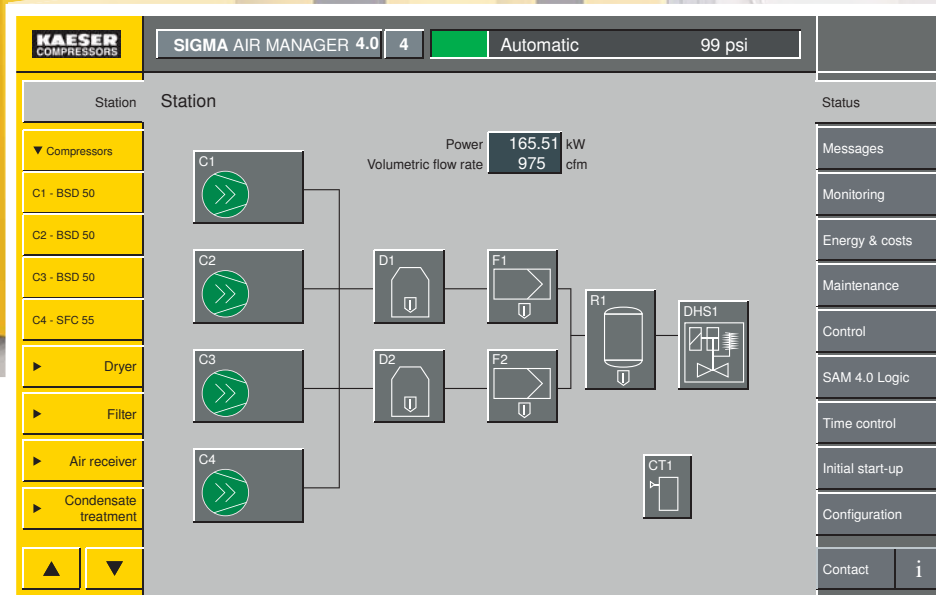 KAESER
COMPRESSORS
SIGMA AIR MANAGER 4.0
4
Automatic
99 psi
Station
▼ Compressors
C1 - BSD 50
C2 - BSD 50
C3 - BSD 50
C4 - SFC 55
► Dryer
► Filter
► Air receiver
► Condensate
treatment
▲ ▼
Station
Power 165.51 kW
Volumetric flow rate 975 cfm
C1
C2
D1
F1
R1
DHS1
C3
D2
F2
C4
CT1
Status
Messages
Monitoring
Energy & costs
Maintenance
Control
SAM 4.0 Logic
Time control
Initial start-up
Configuration
Contact i